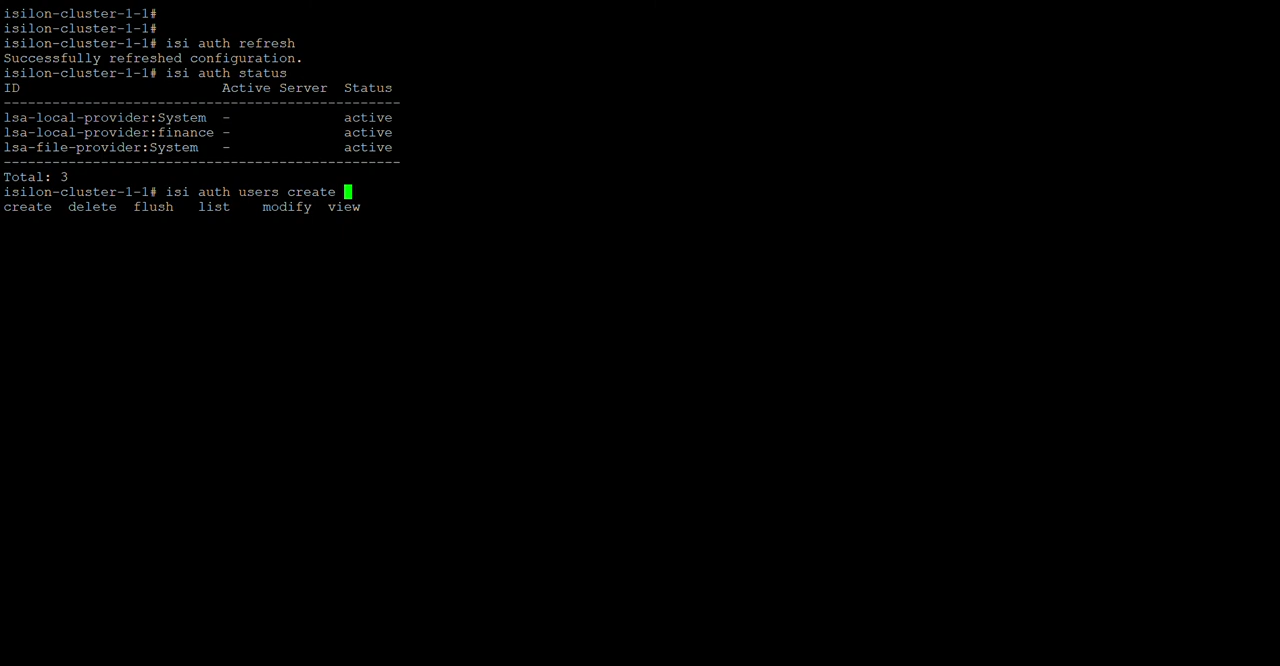 isilon-cluster-1-1#
isilon-cluster-1-1#
isilon-cluster-1-1# isi auth refresh
Successfully refreshed configuration.
isilon-cluster-1-1# isi auth status
ID                         Active Server  Status
-------------------------------------------------
lsa-local-provider:System  -              active
lsa-local-provider:finance -              active
lsa-file-provider:System   -              active
-------------------------------------------------
Total: 3
isilon-cluster-1-1# isi auth users create
create  delete  flush   list    modify  view